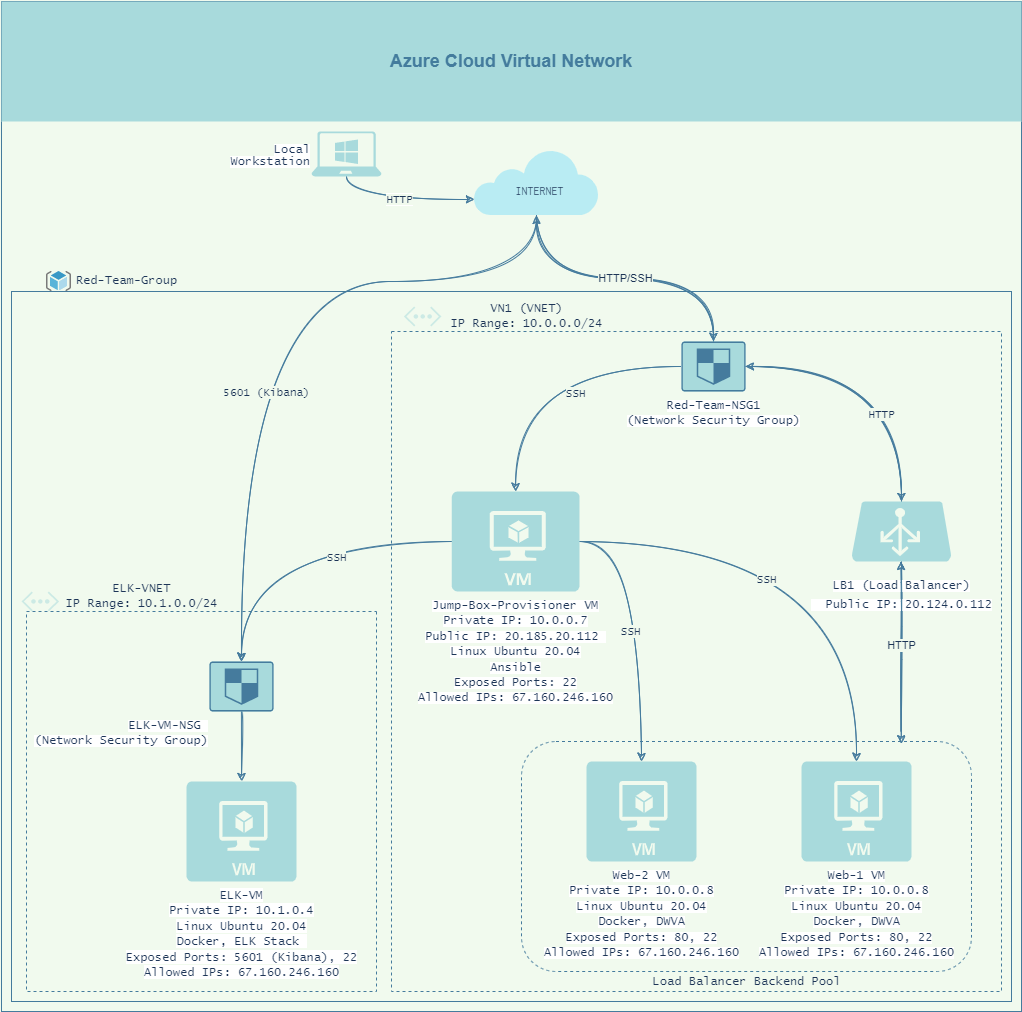 Azure Cloud Virtual Network
Local
Workstation
HTTP
INTERNET
Red-Team-Group
HTTP/SSH
VN1 (VNET)
IP Range: 10.0.0.0/24
5601 (Kibana)
SSH
Red-Team-NSG1
(Network Security Group)
HTTP
SSH
VM
Jump-Box-Provisioner VM
Private IP: 10.0.0.7
Public IP: 20.185.20.112
Linux Ubuntu 20.04
Ansible
Exposed Ports: 22
Allowed IPs: 67.160.246.160
SSH
SSH
LB1 (Load Balancer)
Public IP: 20.124.0.112
HTTP
ELK-VNET
IP Range: 10.1.0.0/24
ELK-VM-NSG
(Network Security Group)
VM
ELK-VM
Private IP: 10.1.0.4
Linux Ubuntu 20.04
Docker, ELK Stack
Exposed Ports: 5601 (Kibana), 22
Allowed IPs: 67.160.246.160
VM
Web-2 VM
Private IP: 10.0.0.8
Linux Ubuntu 20.04
Docker, DWVA
Exposed Ports: 80, 22
Allowed IPs: 67.160.246.160
VM
Web-1 VM
Private IP: 10.0.0.8
Linux Ubuntu 20.04
Docker, DWVA
Exposed Ports: 80, 22
Allowed IPs: 67.160.246.160
Load Balancer Backend Pool